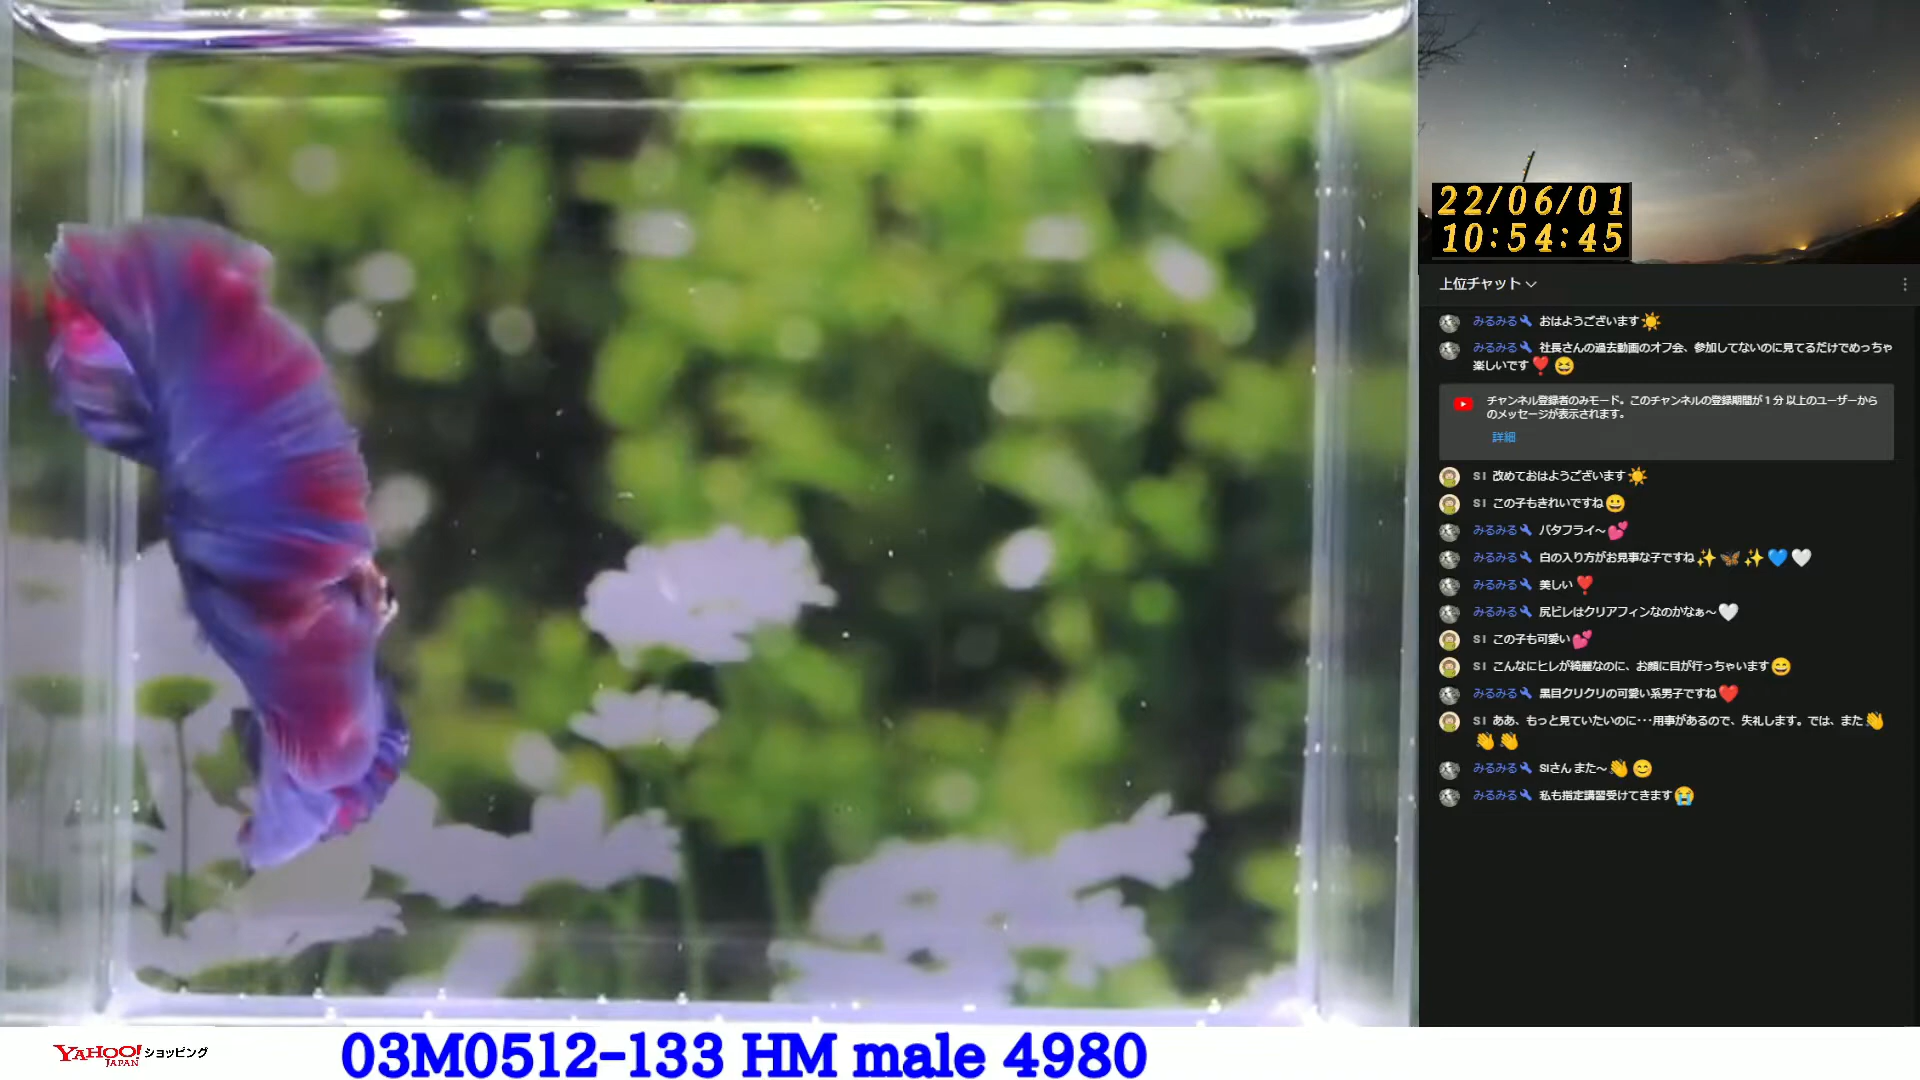 22/06/01
10:54:45
上位チャット
みるみる おはようございます☀
みるみる 社長さんの過去動画のオフ会、参加してないのに見てるだけでめっちゃ
楽しいです❣😆
チャンネル登録者のみモード。このチャンネルの登録期間が 1 分 以上のユーザーから
のメッセージが表示されます。
詳細
S I 改めておはようございます☀
S I この子もきれいですね😀
みるみる バタフライ〜💕
みるみる 白の入り方がお見事な子ですね✨🦋✨💙🤍
みるみる 美しい❣
みるみる 尻ビレはクリアフィンなのかなぁ〜🤍
S I この子も可愛い💕
S I こんなにヒレが綺麗なのに、お顔に目が行っちゃいます😄
みるみる 黒目クリクリの可愛い系男子ですね❤
S I ああ、もっと見ていたいのに･･･用事があるので、失礼します。では、また👋
👋👋
みるみる SIさん また〜👋😊
みるみる 私も指定講習受けてきます😭
YAHOO! JAPAN ショッピング
03M0512-133 HM male 4980